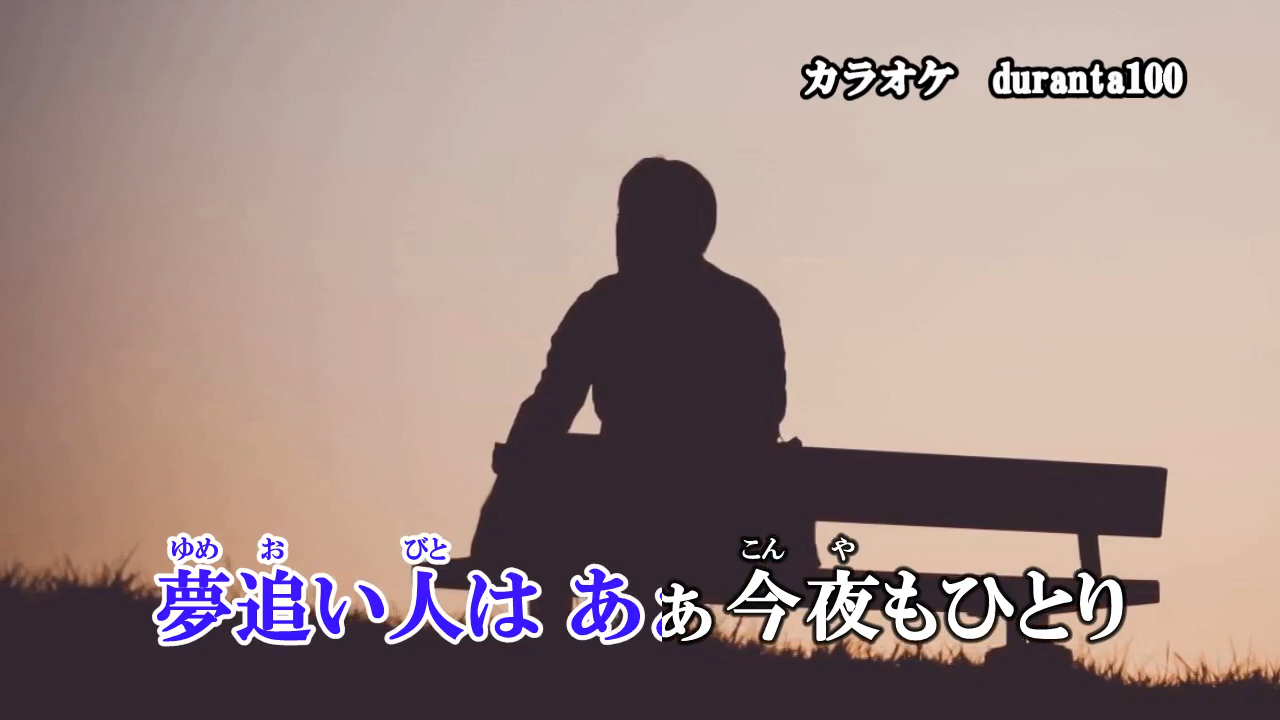 カラオケ　duranta100
ゆめ お びと こん や
夢追い人は あぁ 今夜もひとり